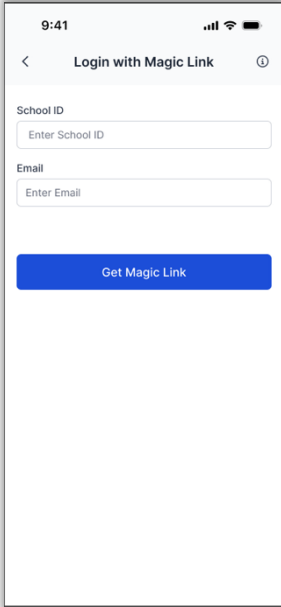 9:41
Login with Magic Link
School ID
Enter School ID
Email
Enter Email
Get Magic Link